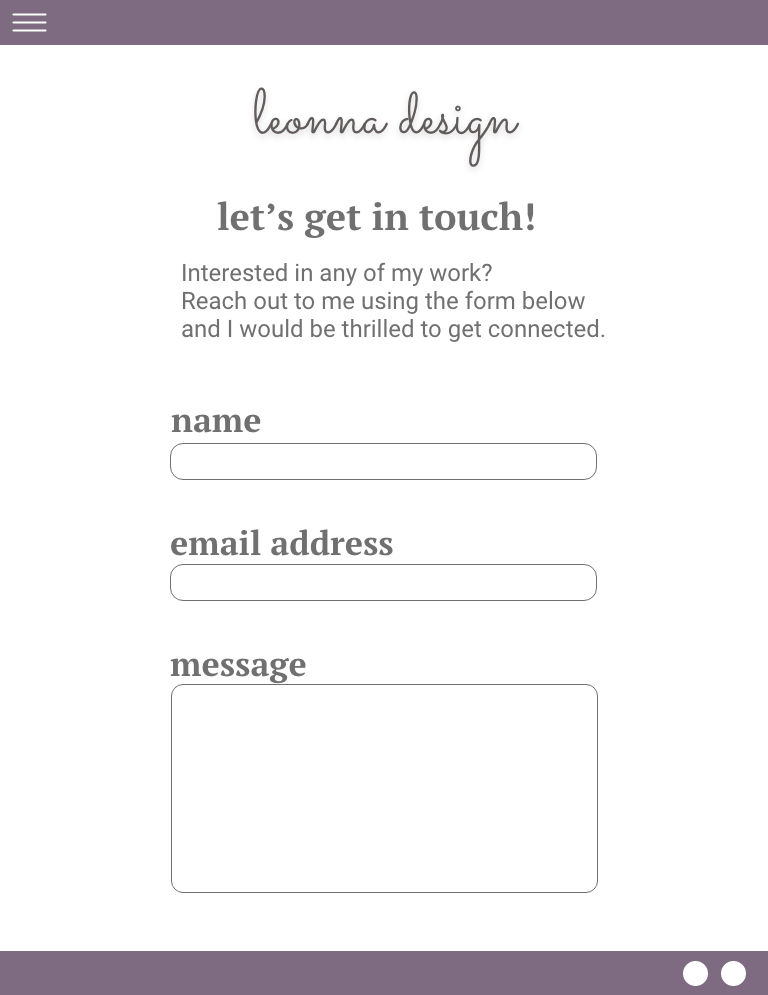 leonna design
let’s get in touch!
Interested in any of my work?
Reach out to me using the form below
and I would be thrilled to get connected.
name
email address
message